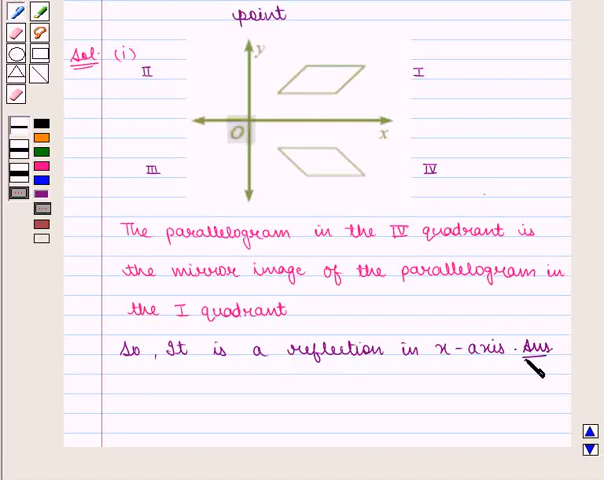 point
Sol. (i)
y
II
I
O
x
III
IV
The parallelogram in the IV quadrant is
the mirror image of the parallelogram in
the I quadrant
So, It is a reflection in x-axis. Ans